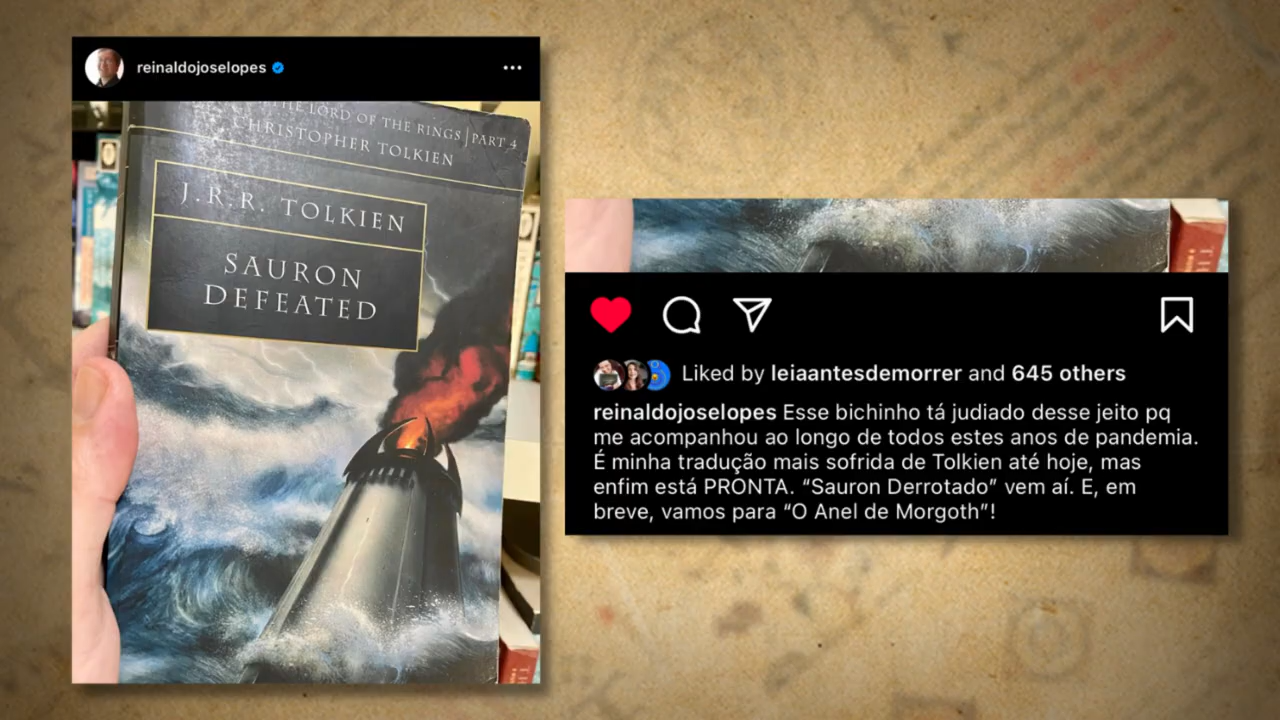 reinaldojoselopes
THE LORD OF THE RINGS | PART 4
CHRISTOPHER TOLKIEN
J.R.R. TOLKIEN
SAURON
DEFEATED
Liked by leiaantesdemorrer and 645 others
reinaldojoselopes Esse bichinho tá judiado desse jeito pq
me acompanhou ao longo de todos estes anos de pandemia.
É minha tradução mais sofrida de Tolkien até hoje, mas
enfim está PRONTA. “Sauron Derrotado” vem aí. E, em
breve, vamos para “O Anel de Morgoth”!